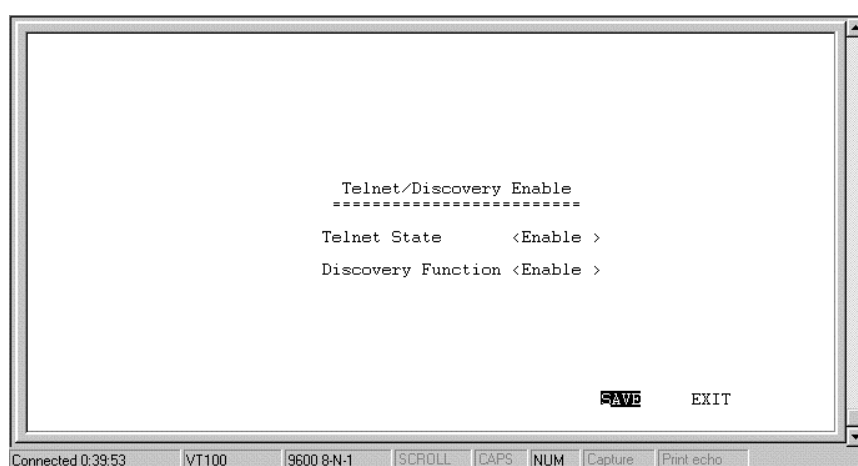 Telnet/Discovery Enable
=========================
Telnet State <Enable >
Discovery Function <Enable >
SAVE EXIT
Connected 0:39:53 VT100 9600 8-N-1 SCROLL CAPS NUM Capture Print echo